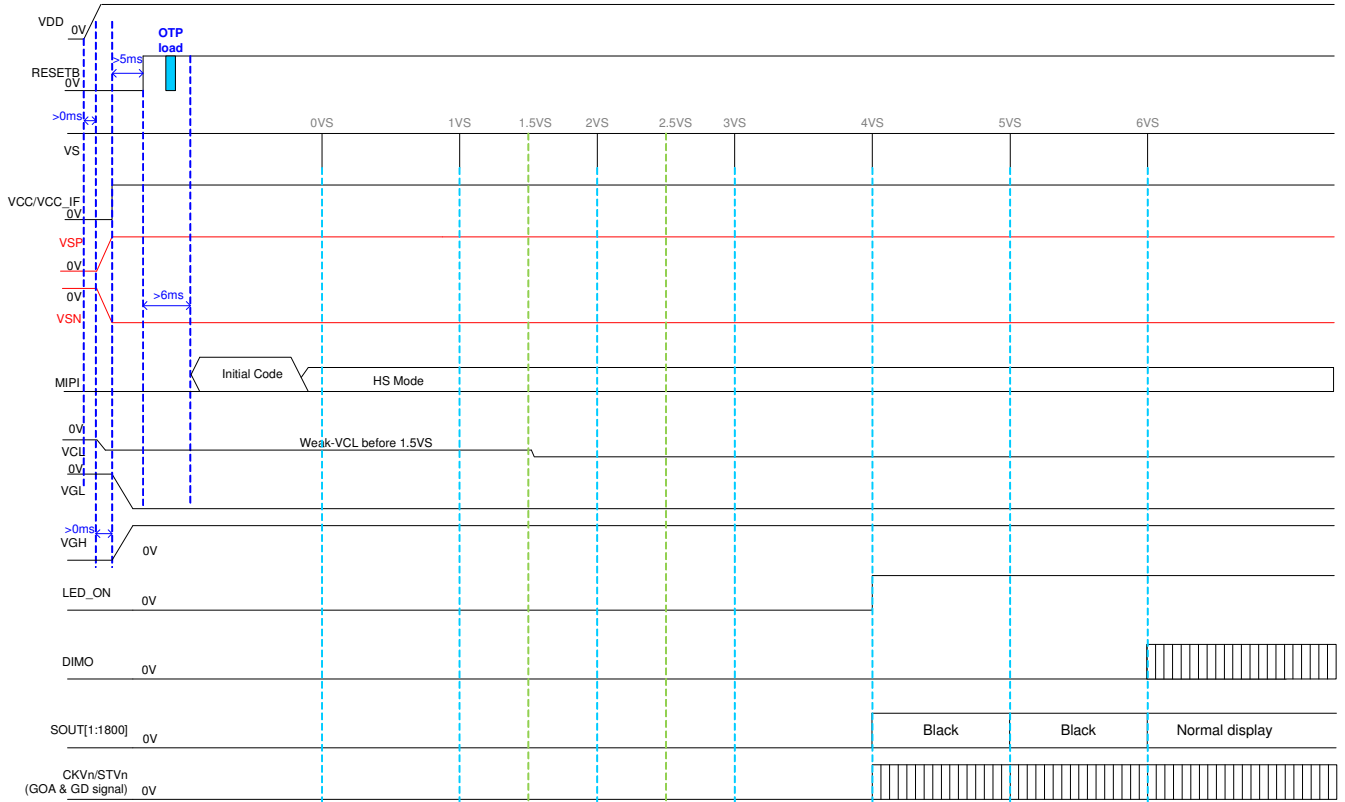 VDD
0V
OTP
load
>5ms
RESETB
0V
>0ms
0VS
1VS
1.5VS
2VS
2.5VS
3VS
4VS
5VS
6VS
VS
VCC/VCC_IF
0V
VSP
0V
0V
>6ms
VSN
Initial Code
MIPI
HS Mode
0V
Weak-VCL before 1.5VS
VCL
0V
VGL
>0ms
VGH
0V
LED_ON
0V
DIMO
0V
SOUT[1:1800]
0V
Black
Black
Normal display
CKVn/STVn
(GOA & GD signal)
0V